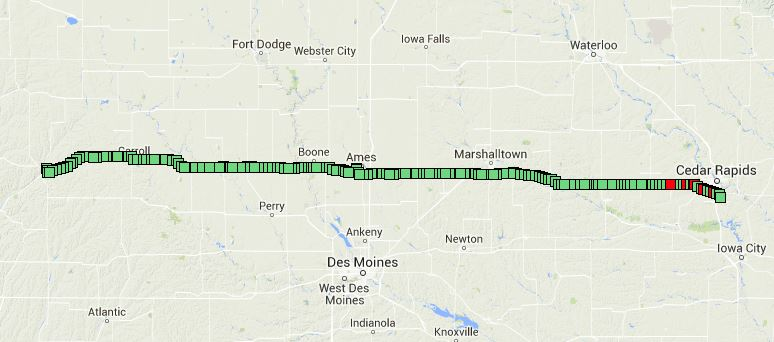 Fort Dodge
Webster City
Iowa Falls
Waterloo
Carroll
Boone
Ames
Marshalltown
Cedar Rapids
Perry
Ankeny
Newton
Iowa City
Des Moines
West Des
Moines
Atlantic
Indianola
Knoxville